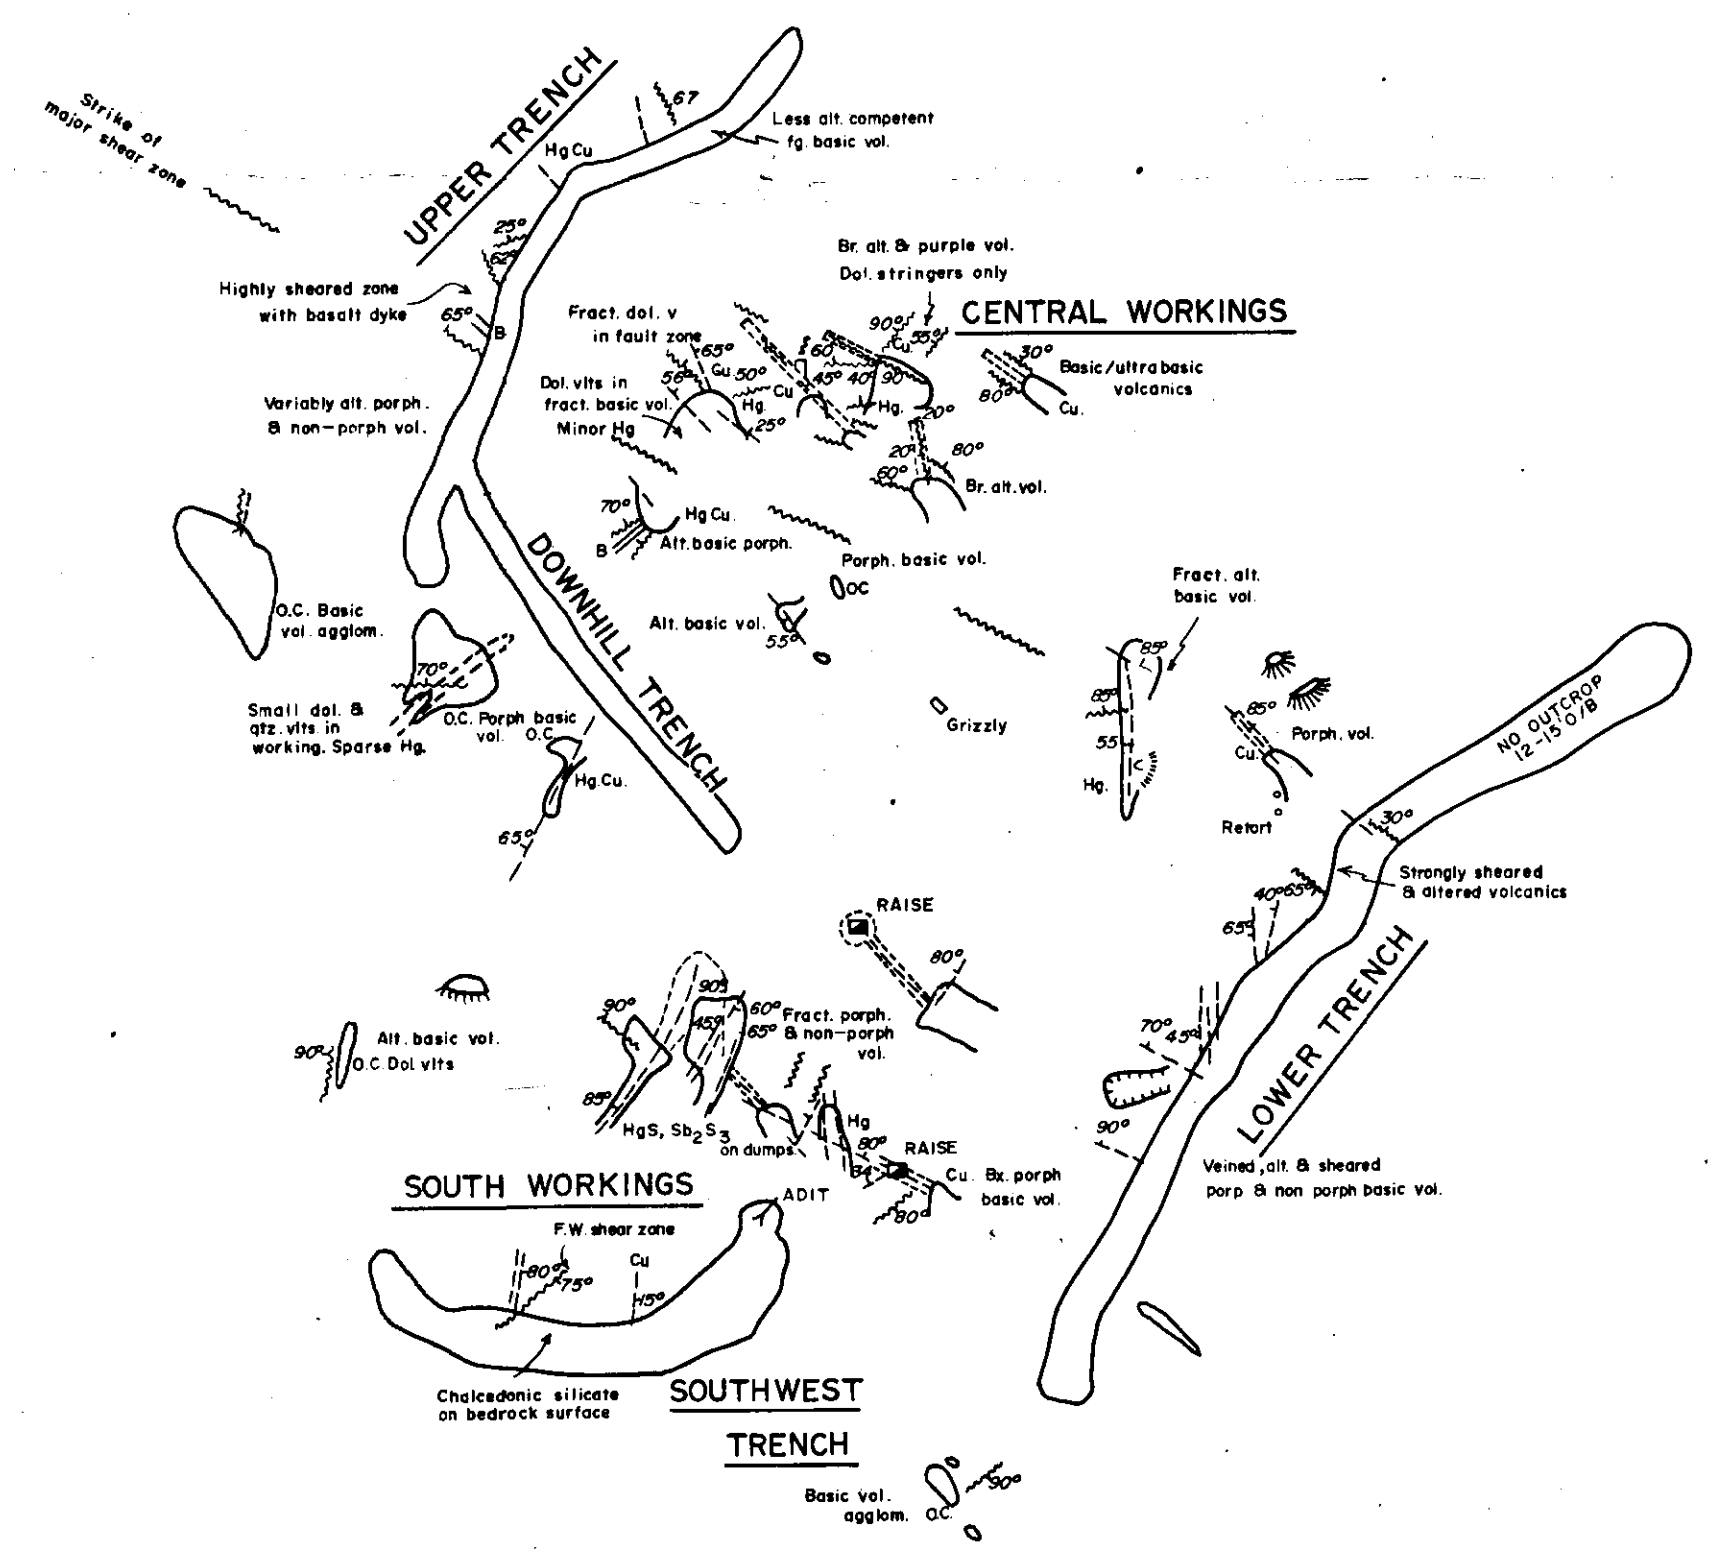 Strike of
major shear zone
UPPER TRENCH
67
Less alt. competent
fg. basic vol.
Hg Cu
25°
62°
Highly sheared zone
with basalt dyke
65°
B
Variably alt. porph.
& non-porph vol.
Br. alt. & purple vol.
Dol. stringers only
CENTRAL WORKINGS
Fract. dol. v
in fault zone
65°
56°
Cu
50°
Hg.
Cu
25°
60
45°
40°
90
90°
Cu.
55°
Hg.
20°
30°
80°
Cu.
Basic/ultrabasic
volcanics
Dol. vlts in
fract. basic vol.
Minor Hg
20°
80°
60°
Br. alt. vol.
70°
Hg Cu.
B
Alt. basic porph.
DOWNHILL TRENCH
Porph. basic vol.
OC
Alt. basic vol.
55°
O.C. Basic
vol. agglom.
70°
Small dol. &
qtz. vlts. in
working. Sparse Hg.
O.C. Porph basic
vol. O.C.
Hg. Cu.
65°
Grizzly
Fract. alt.
basic vol.
85°
85°
55
Hg.
85°
Porph. vol.
Cu.
Retort
NO OUTCROP
12-15' O/B
30°
Strongly sheared
& altered volcanics
40°
65°
65°
LOWER TRENCH
70°
45°
90°
Veined, alt. & sheared
porp & non porph basic vol.
RAISE
80°
Alt. basic vol.
90°
O.C. Dol vlts
90°
90°
45°
60°
65°
Fract. porph.
& non-porph
vol.
85°
HgS, Sb2S3
on dumps
Hg
80°
34
RAISE
Cu. Bx. porph
basic vol.
80°
SOUTH WORKINGS
ADIT
F.W. shear zone
80°
75°
Cu
15°
Chalcedonic silicate
on bedrock surface
SOUTHWEST
TRENCH
Basic vol.
agglom. O.C.
90°